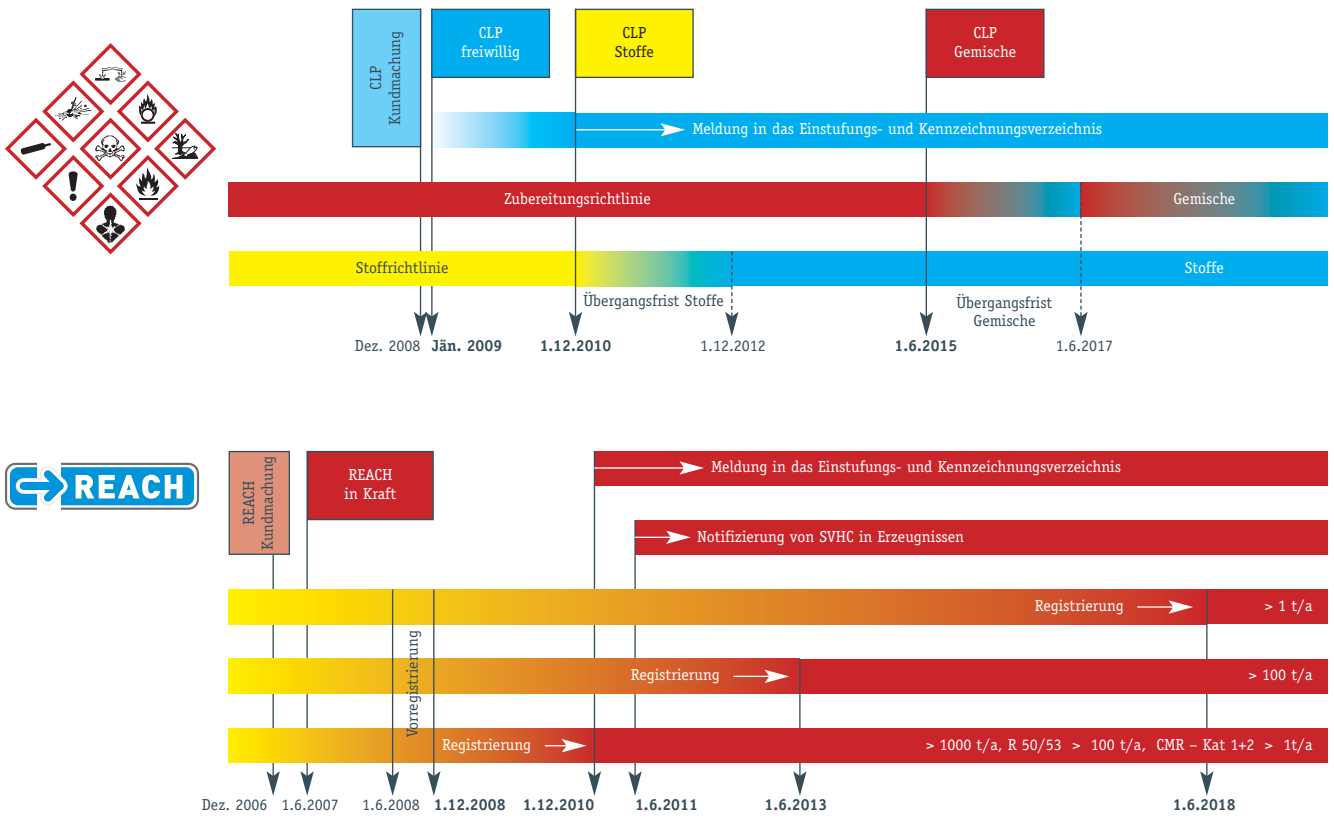 CLP
Kundmachung
CLP
freiwillig
CLP
Stoffe
CLP
Gemische
Meldung in das Einstufungs- und Kennzeichnungsverzeichnis
Zubereitungsrichtlinie
Gemische
Stoffrichtlinie
Stoffe
Übergangsfrist Stoffe
Übergangsfrist
Gemische
Dez. 2008 Jän. 2009 1.12.2010 1.12.2012 1.6.2015 1.6.2017
REACH
REACH
Kundmachung
REACH
in Kraft
Meldung in das Einstufungs- und Kennzeichnungsverzeichnis
Notifizierung von SVHC in Erzeugnissen
Registrierung > 1 t/a
Vorregistrierung
Registrierung > 100 t/a
Registrierung > 1000 t/a, R 50/53 > 100 t/a, CMR – Kat 1+2 > 1t/a
Dez. 2006 1.6.2007 1.6.2008 1.12.2008 1.12.2010 1.6.2011 1.6.2013 1.6.2018